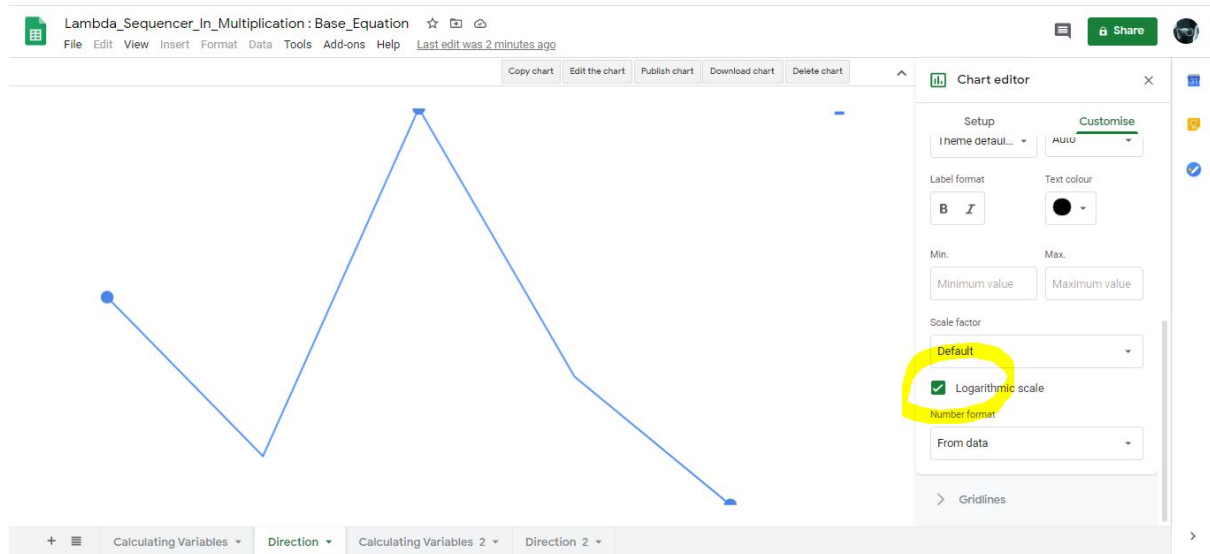 Lambda_Sequencer_In_Multiplication : Base_Equation
Share
File Edit View Insert Format Data Tools Add-ons Help Last edit was 2 minutes ago
Copy chart Edit the chart Publish chart Download chart Delete chart
Chart editor
Setup Customise
Theme defaul... Auto
Label format Text colour
B I
Min. Max.
Minimum value Maximum value
Scale factor
Default
Logarithmic scale
Number format
From data
Gridlines
Calculating Variables Direction Calculating Variables 2 Direction 2